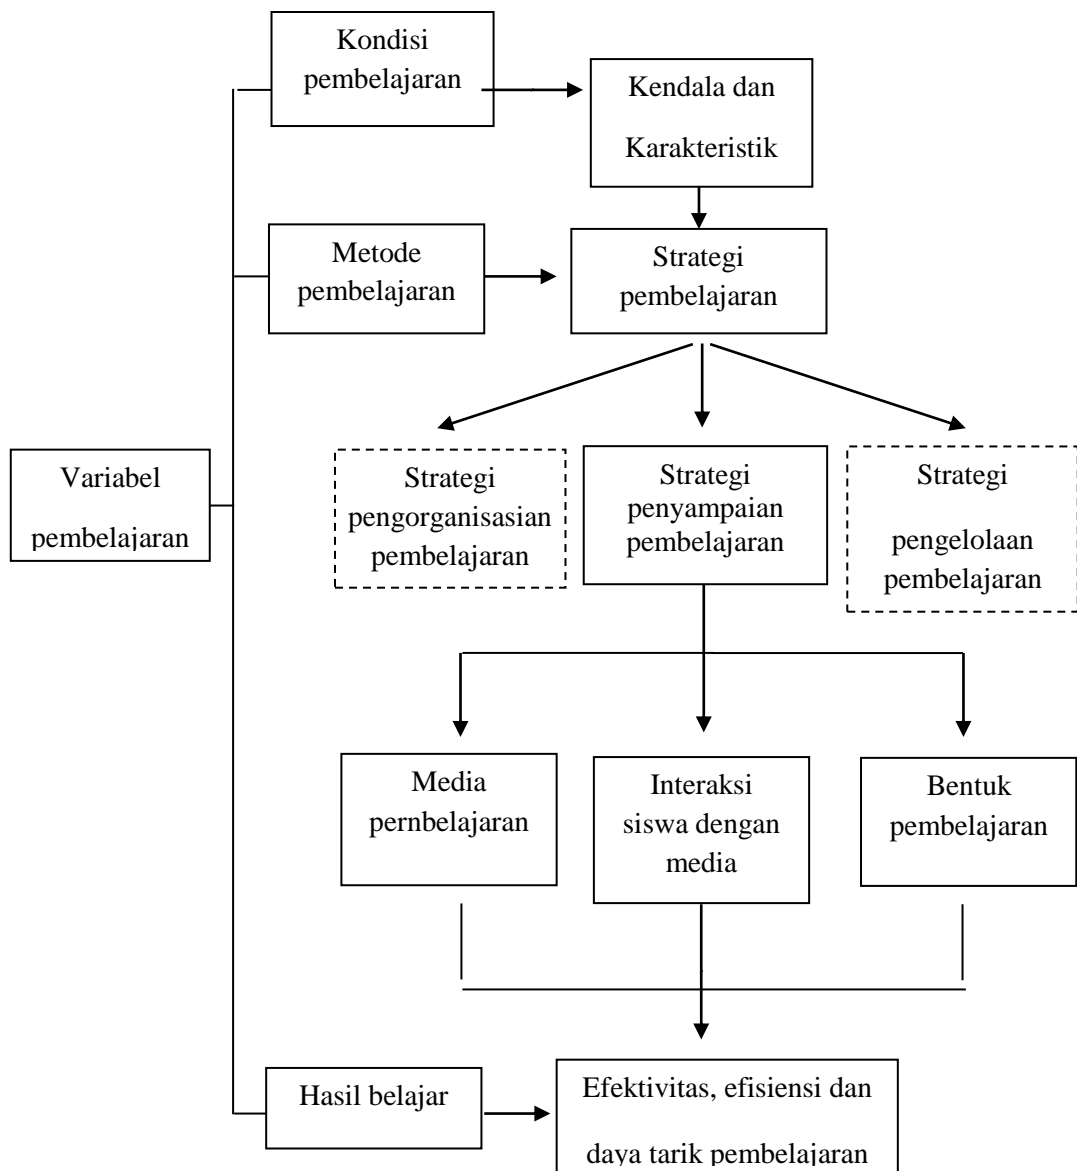 Kondisi
pembelajaran
Kendala dan
Karakteristik
Metode
pembelajaran
Strategi
pembelajaran
Variabel
pembelajaran
Strategi
pengorganisasian
pembelajaran
Strategi
penyampaian
pembelajaran
Strategi
pengelolaan
pembelajaran
Media
pernbelajaran
Interaksi
siswa dengan
media
Bentuk
pembelajaran
Hasil belajar
Efektivitas, efisiensi dan
daya tarik pembelajaran